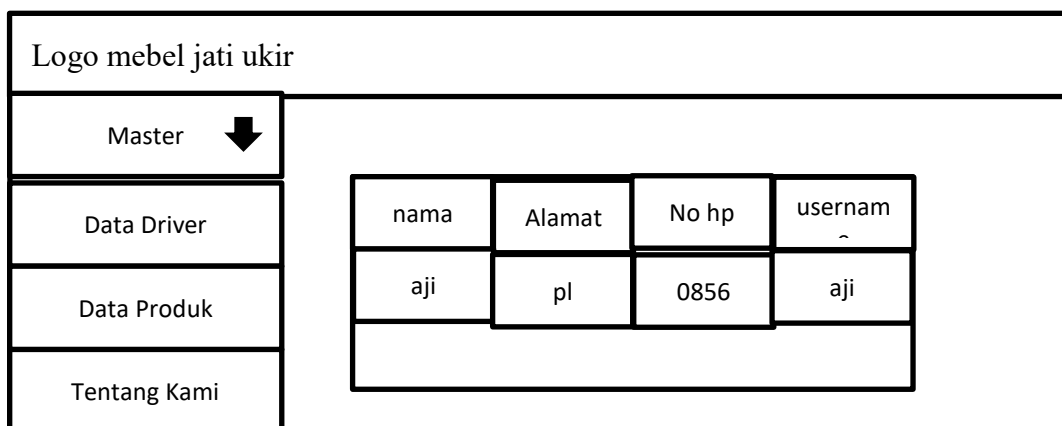 Logo mebel jati ukir
Master
Data Driver
Data Produk
Tentang Kami
nama Alamat No hp usernam
aji pl 0856 aji